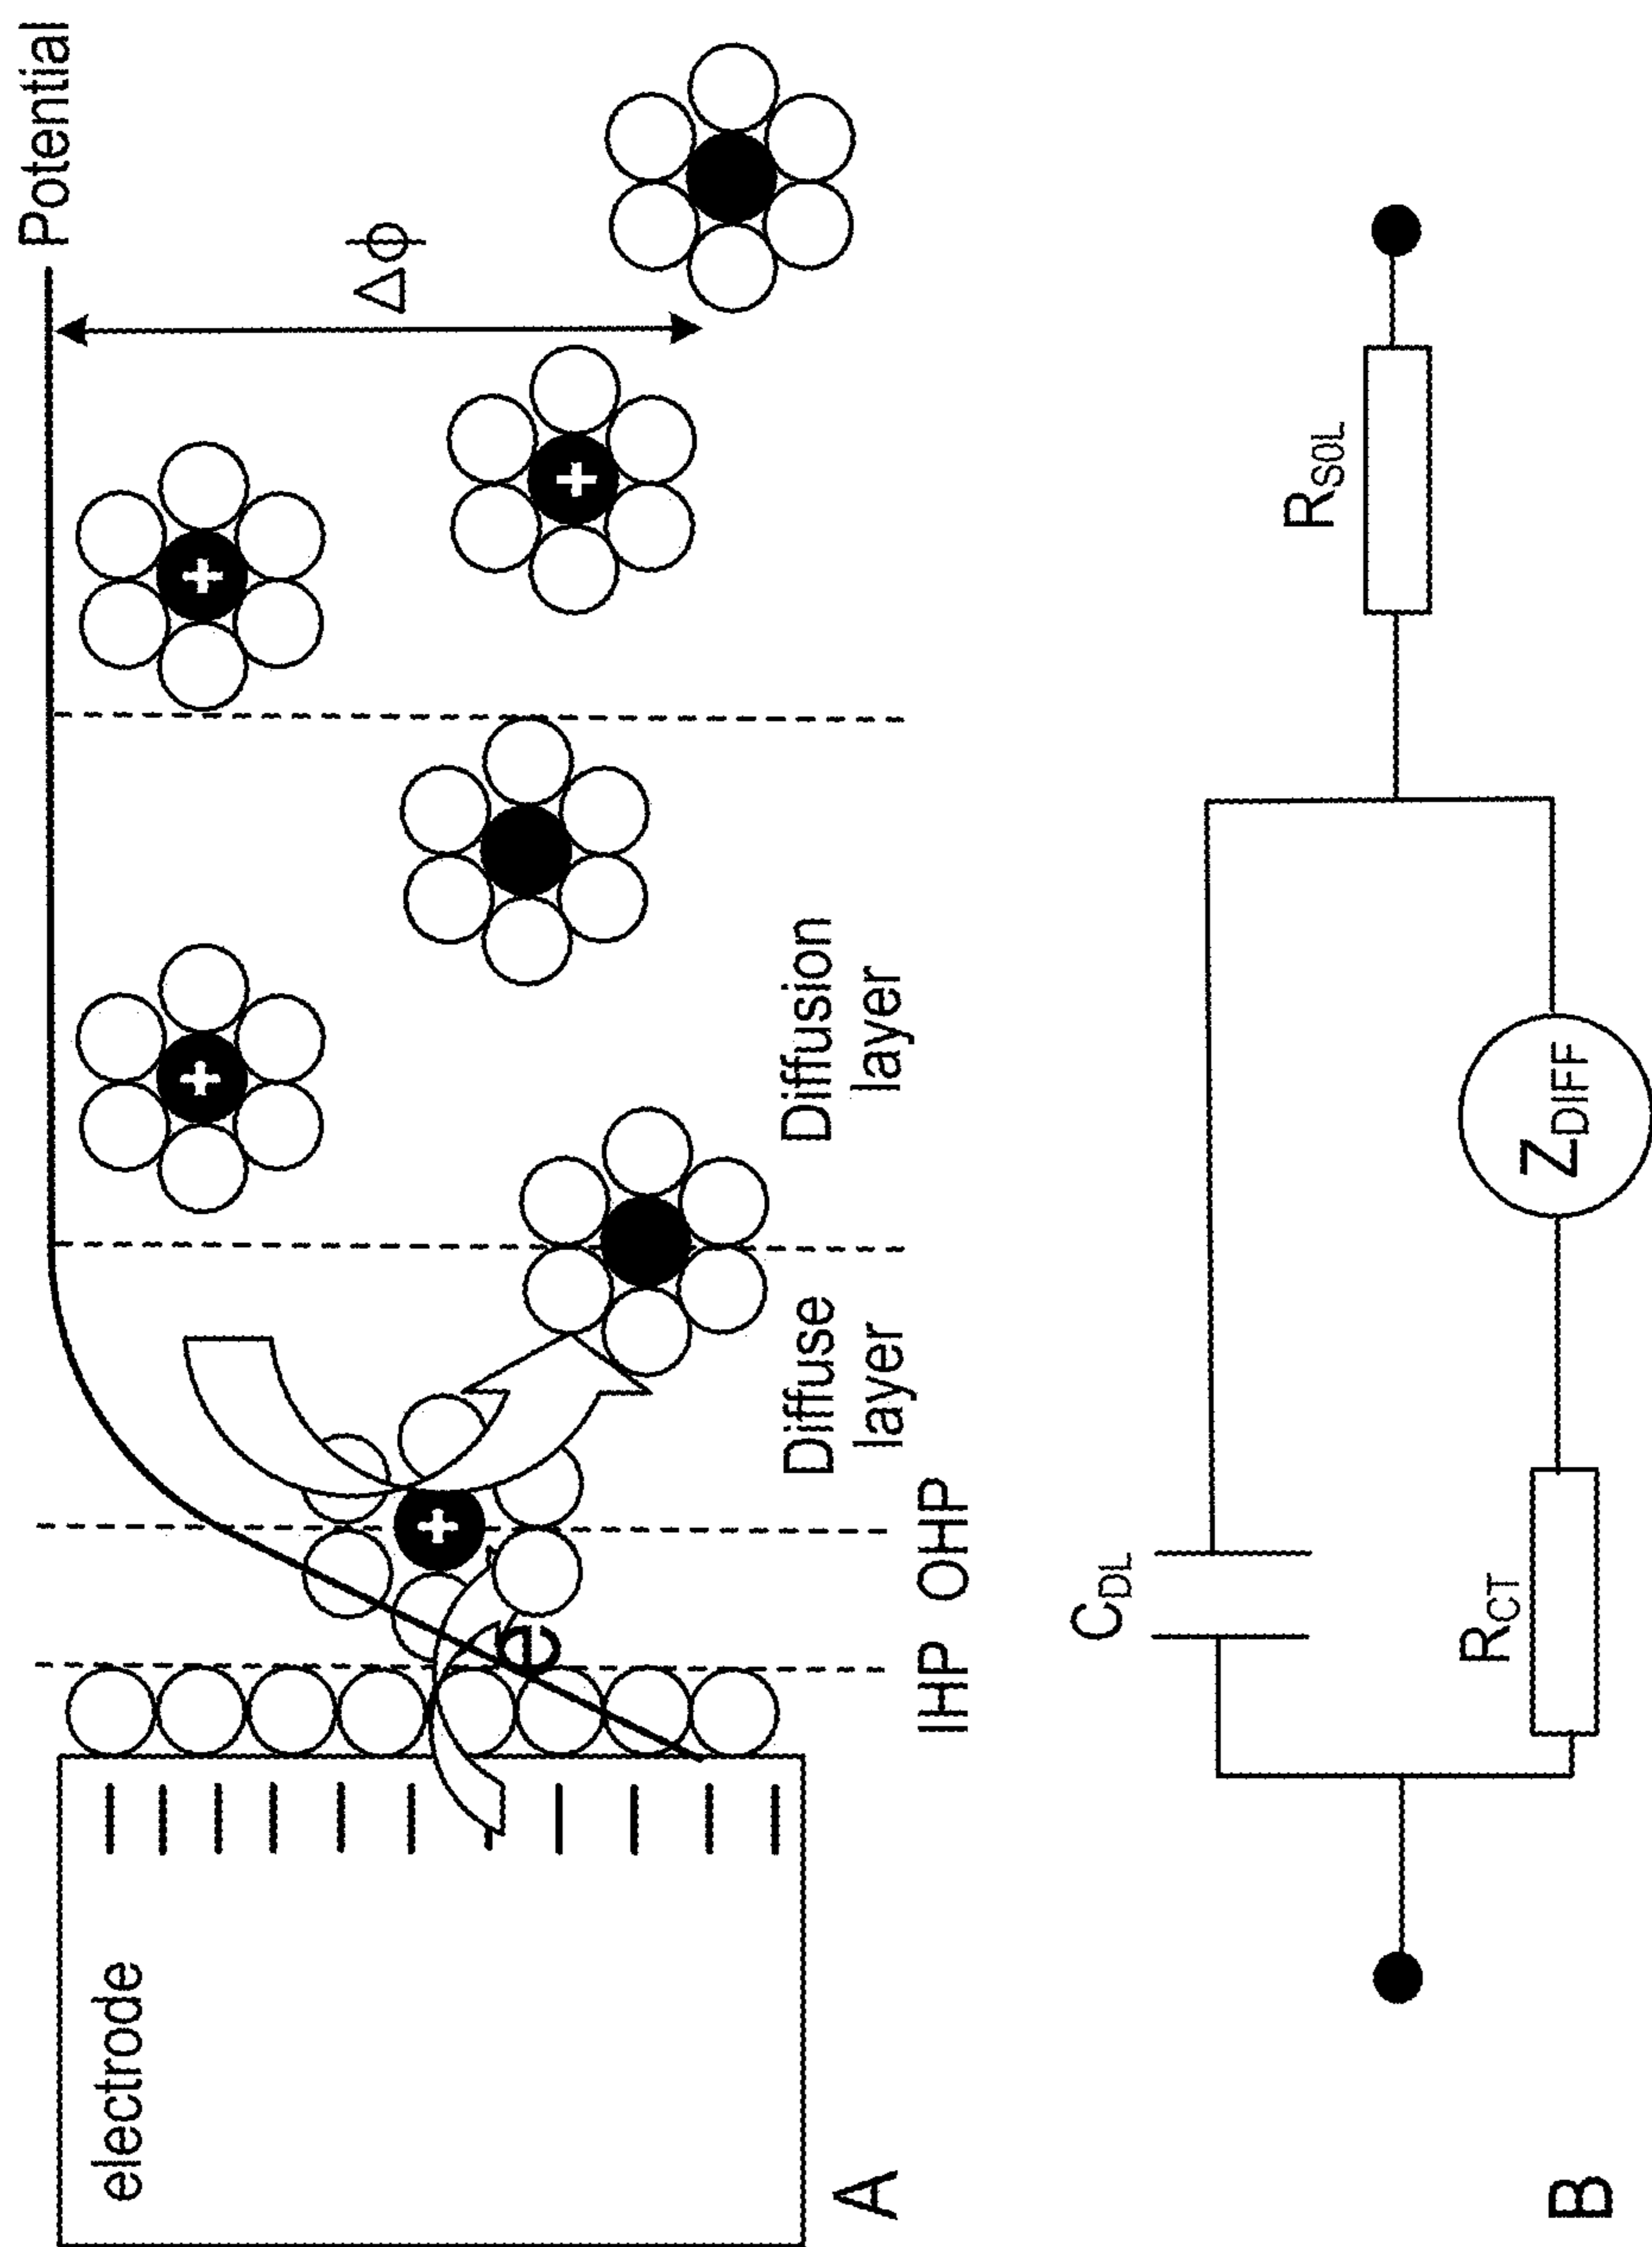 Potential
Δϕ
+
+
+
+
e
electrode
IHP OHP
Diffuse
layer
Diffusion
layer
A
C_DL
R_SOL
R_CT
Z_DIFF
B